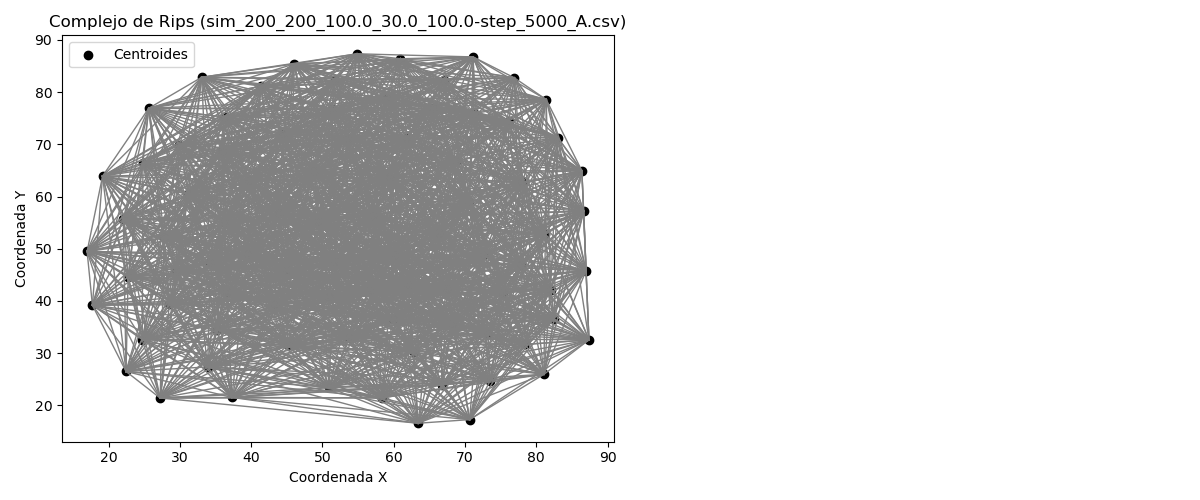 Complejo de Rips (sim_200_200_100.0_30.0_100.0-step_5000_A.csv)
Centroides
90
80
70
60
50
40
30
20
Coordenada Y
20 30 40 50 60 70 80 90
Coordenada X